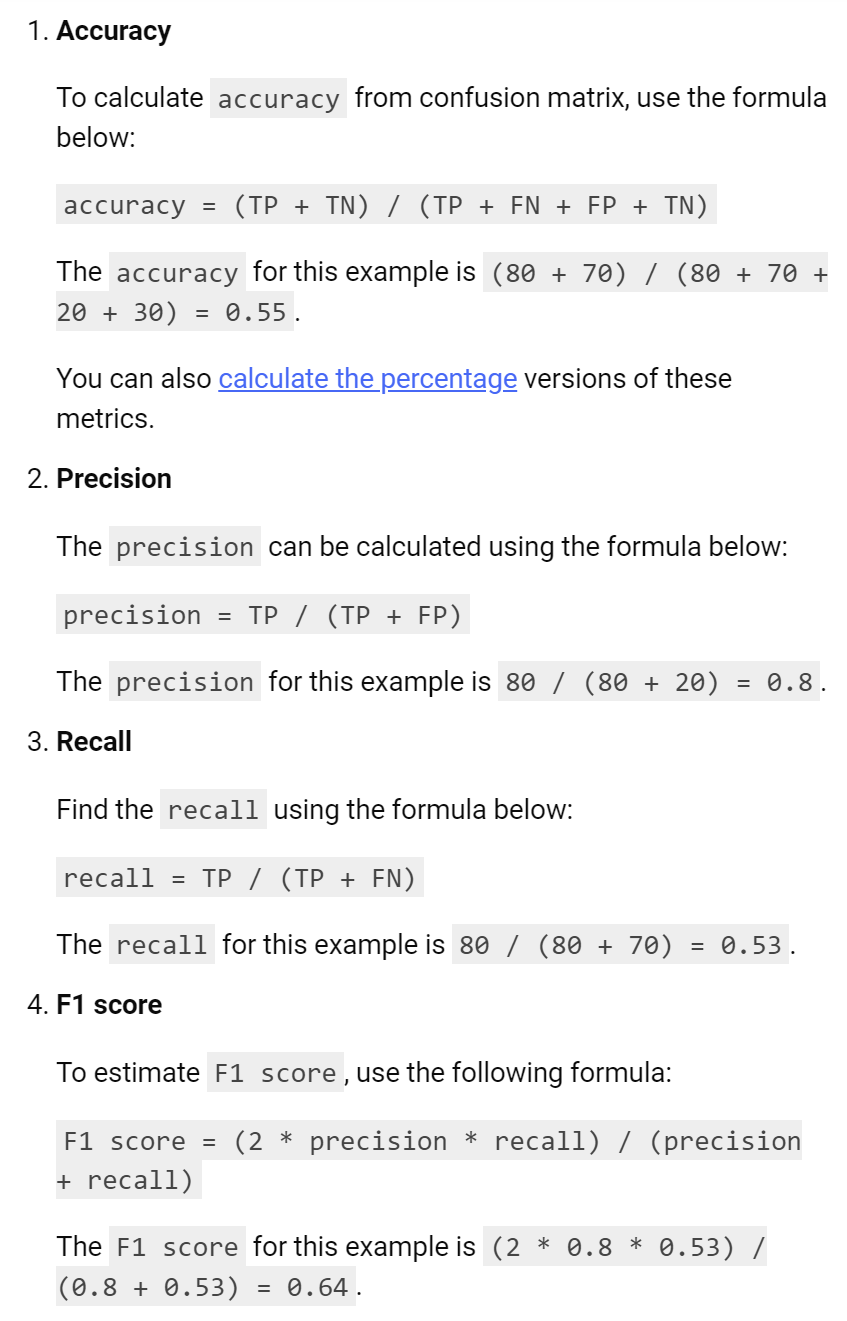 1. Accuracy
To calculate accuracy from confusion matrix, use the formula
below:
accuracy = (TP + TN) / (TP + FN + FP + TN)
The accuracy for this example is (80 + 70) / (80 + 70 +
20 + 30) = 0.55.
You can also calculate the percentage versions of these
metrics.
2. Precision
The precision can be calculated using the formula below:
precision = TP / (TP + FP)
The precision for this example is 80 / (80 + 20) = 0.8.
3. Recall
Find the recall using the formula below:
recall = TP / (TP + FN)
The recall for this example is 80 / (80 + 70) = 0.53.
4. F1 score
To estimate F1 score, use the following formula:
F1 score = (2 * precision * recall) / (precision
+ recall)
The F1 score for this example is (2 * 0.8 * 0.53) /
(0.8 + 0.53) = 0.64.